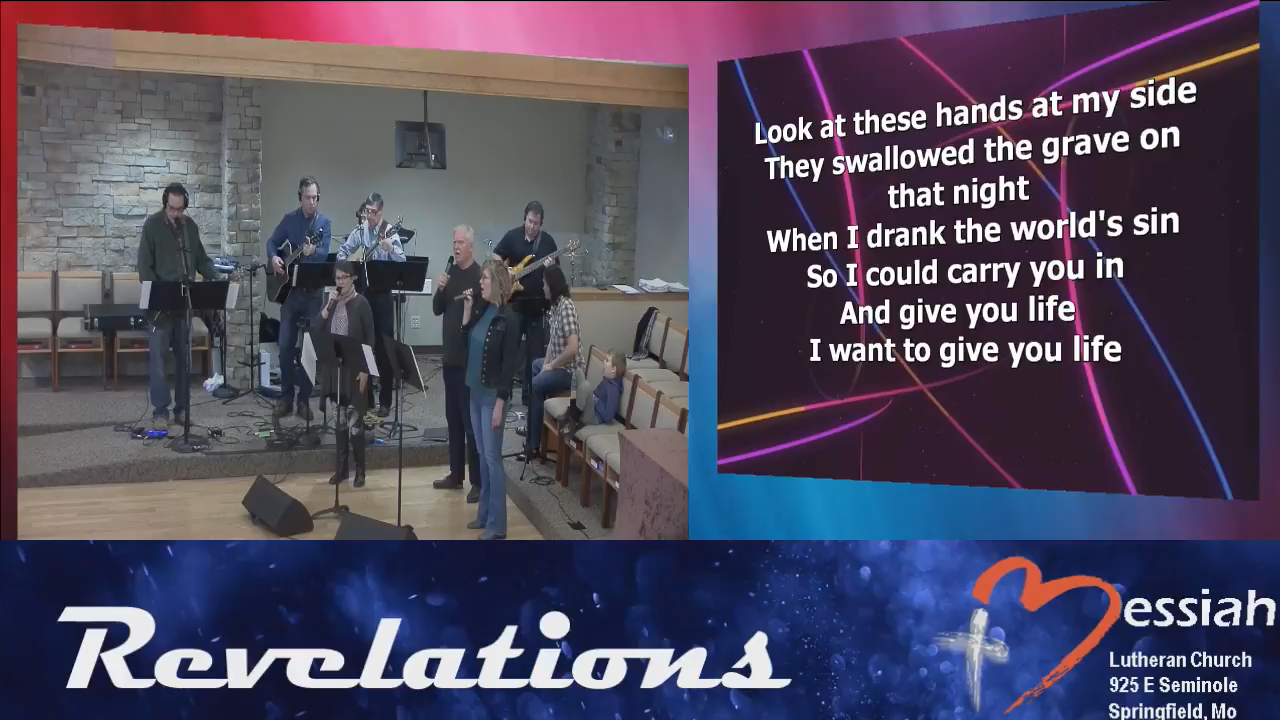 Look at these hands at my side
They swallowed the grave on
that night
When I drank the world's sin
So I could carry you in
And give you life
I want to give you life
Revelations
Messiah
Lutheran Church
925 E Seminole
Springfield, Mo